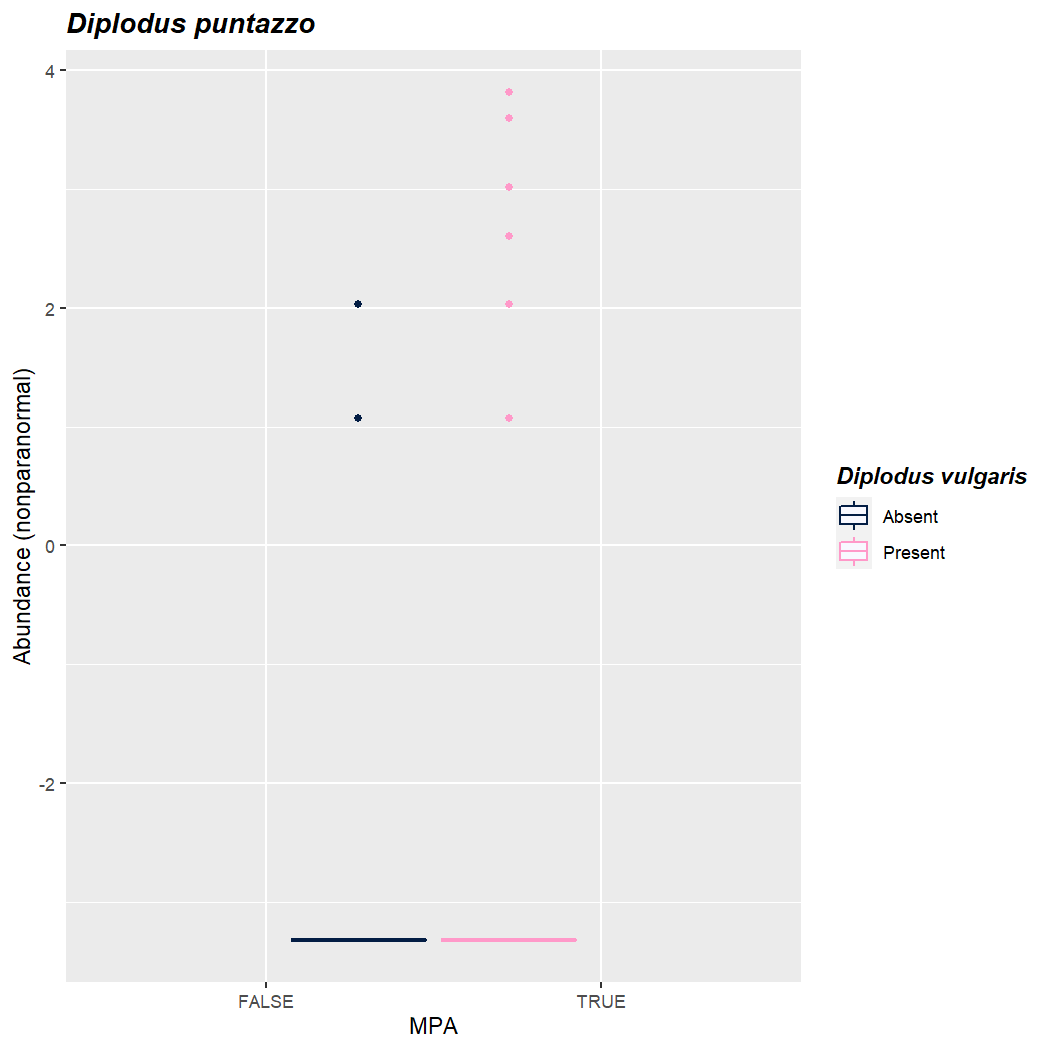 Diplodus puntazzo
4
2
0
-2
Abundance (nonparanormal)
FALSE
TRUE
MPA
Diplodus vulgaris
Absent
Present